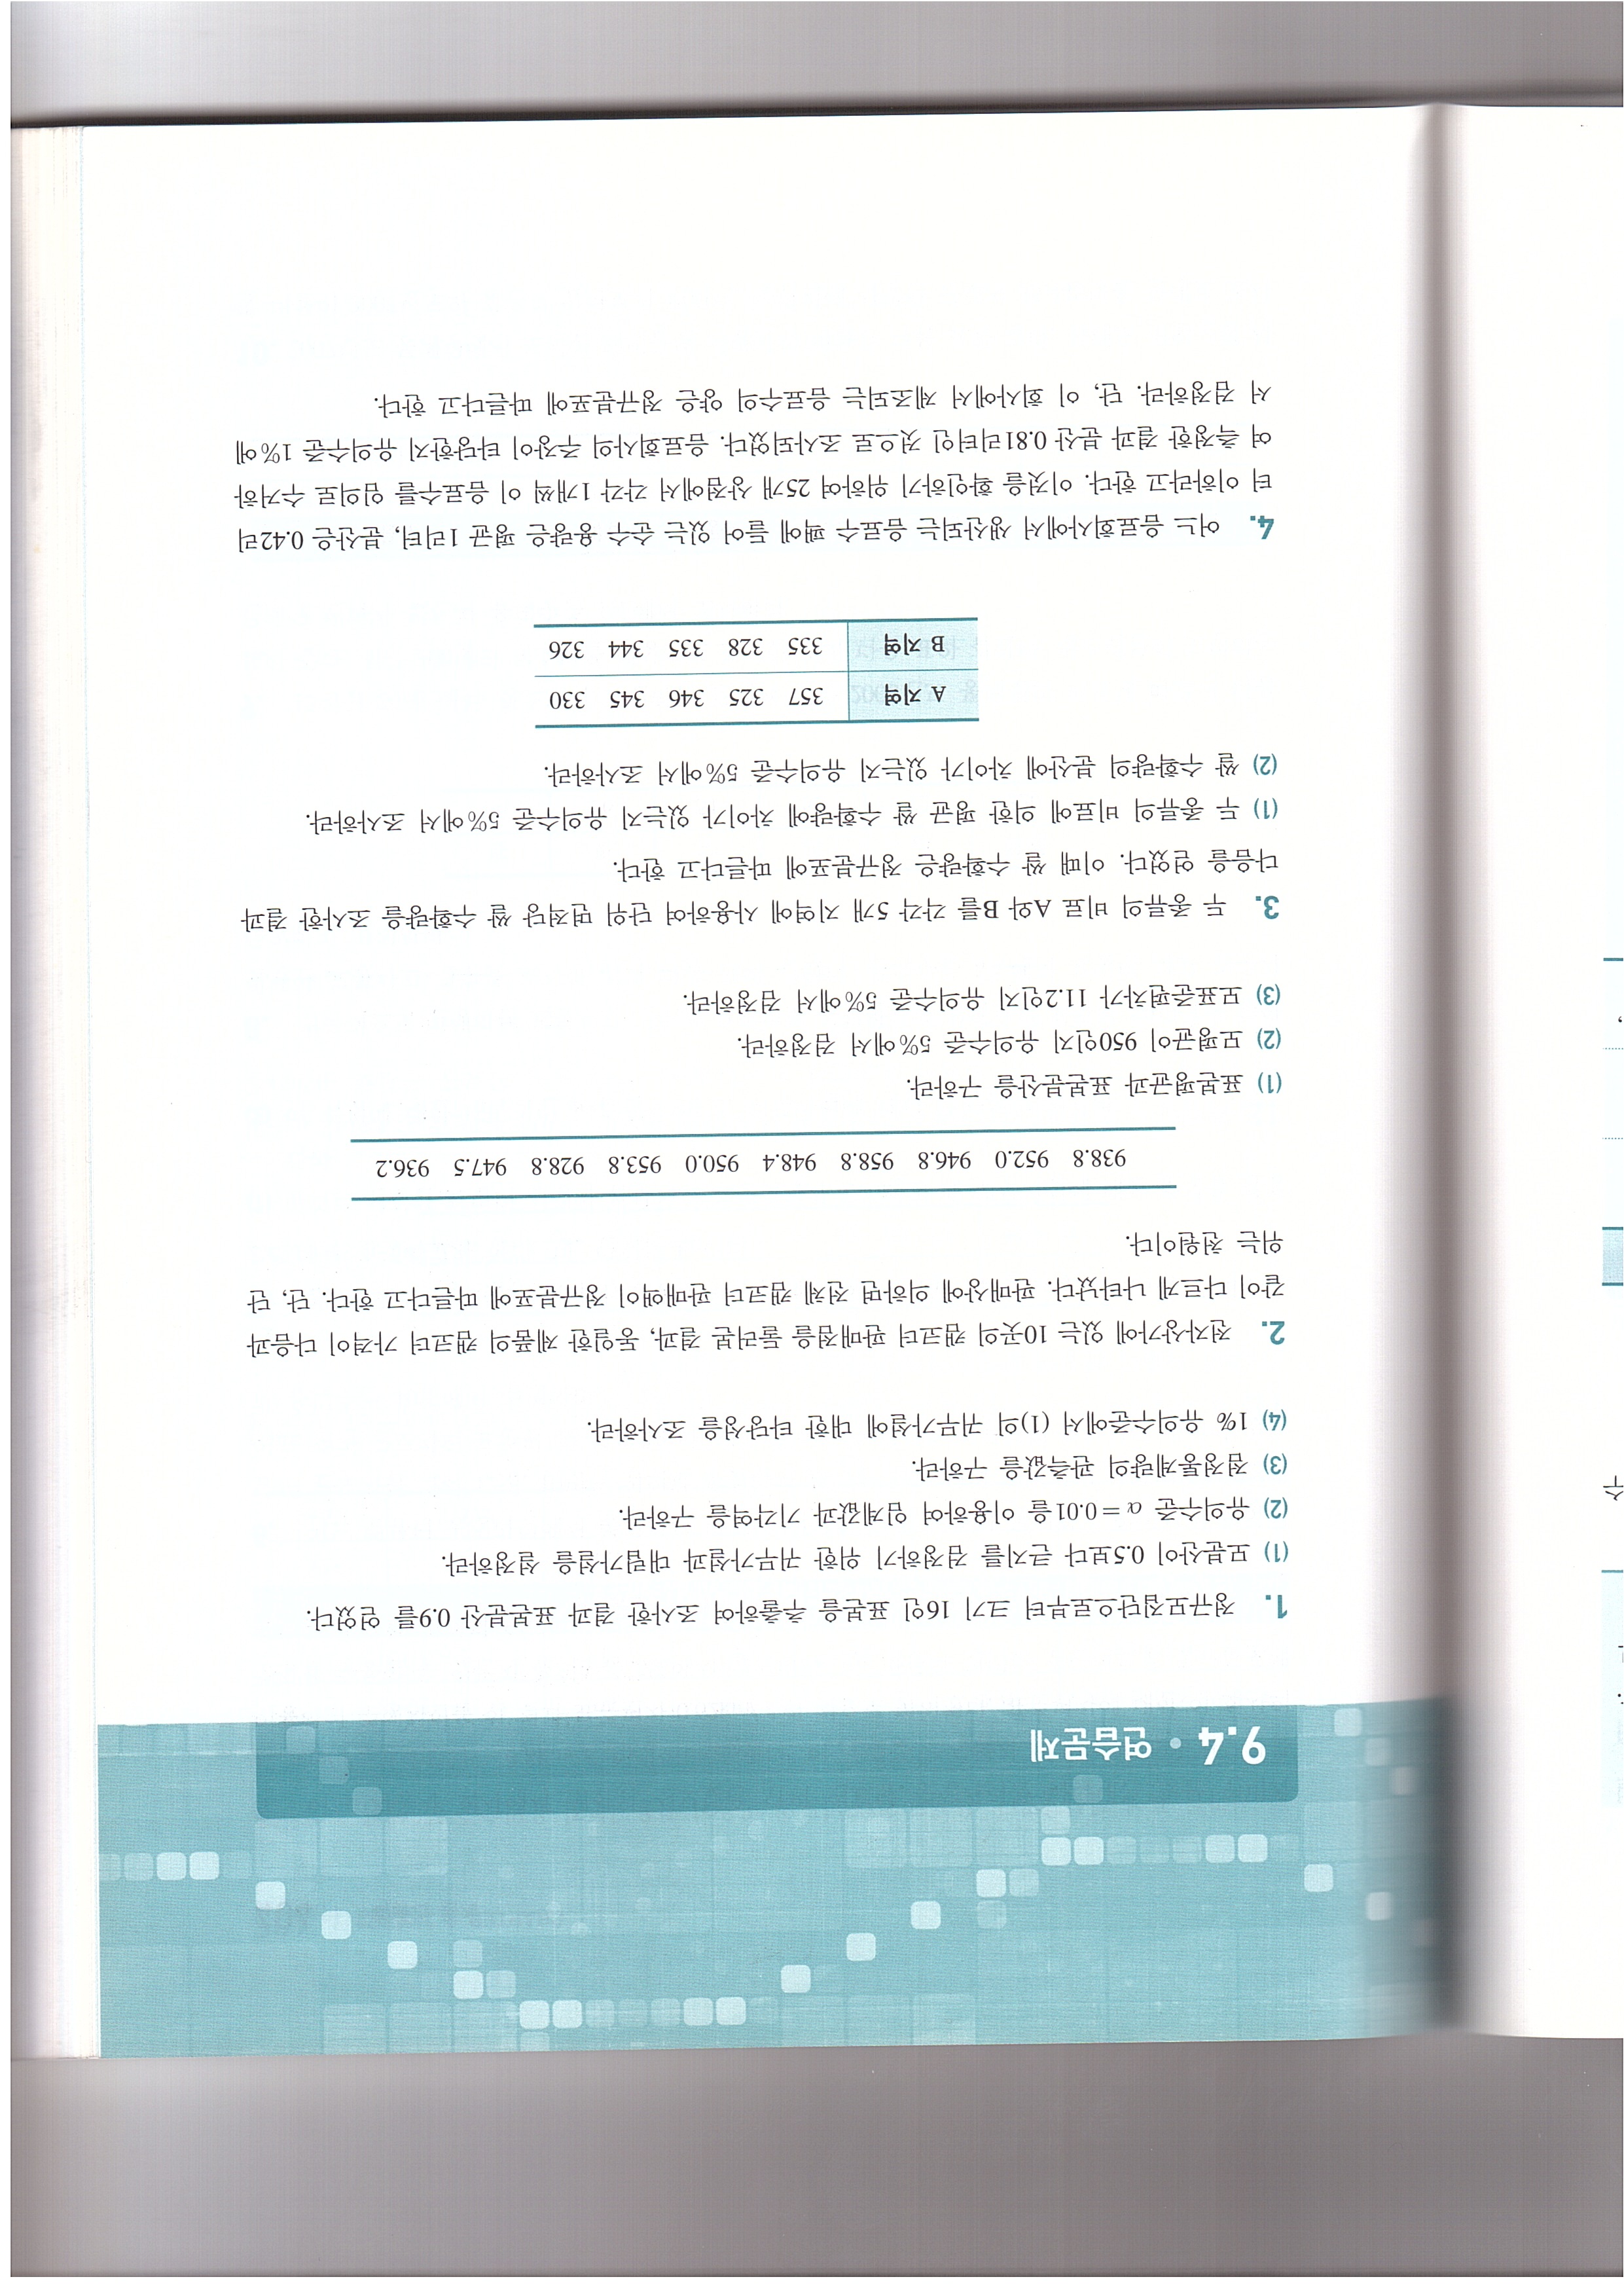 9.4 • 연습문제
1. 정규모집단으로부터 크기 16인 표본을 추출하여 조사한 결과 표본분산 0.9를 얻었다.
(1) 모분산이 0.5보다 큰지를 검정하기 위한 귀무가설과 대립가설을 설정하라.
(2) 유의수준 α=0.01을 이용하여 임계값과 기각역을 구하라.
(3) 검정통계량의 관측값을 구하라.
(4) 1% 유의수준에서 (1)의 귀무가설에 대한 타당성을 조사하라.
2. 전자상가에 있는 10곳의 캠코더 판매점을 둘러본 결과, 동일한 제품의 캠코더 가격이 다음과
같이 다르게 나타났다. 판매상에 의하면 전체 캠코더 판매액이 정규분포에 따른다고 한다. 단, 단
위는 천원이다.
938.8 952.0 946.8 958.8 948.4 950.0 953.8 928.8 947.5 936.2
(1) 표본평균과 표본분산을 구하라.
(2) 모평균이 950인지 유의수준 5%에서 검정하라.
(3) 모표준편차가 11.2인지 유의수준 5%에서 검정하라.
3. 두 종류의 비료 A와 B를 각각 5개 지역에 사용하여 단위 면적당 쌀 수확량을 조사한 결과
다음을 얻었다. 이때 쌀 수확량은 정규분포에 따른다고 한다.
(1) 두 종류의 비료에 의한 평균 쌀 수확량에 차이가 있는지 유의수준 5%에서 조사하라.
(2) 쌀 수확량의 분산에 차이가 있는지 유의수준 5%에서 조사하라.
A 지역 357 325 346 345 330
B 지역 335 328 335 344 326
4. 어느 음료회사에서 생산되는 음료수 팩에 들어 있는 순수 용량은 평균 1리터, 분산은 0.42리
터 이하라고 한다. 이것을 확인하기 위하여 25개 상점에서 각각 1개씩 이 음료수를 임의로 수거하
여 측정한 결과 분산 0.81리터인 것으로 조사되었다. 음료회사의 주장이 타당한지 유의수준 1%에
서 검정하라. 단, 이 회사에서 제조되는 음료수의 양은 정규분포에 따른다고 한다.
수